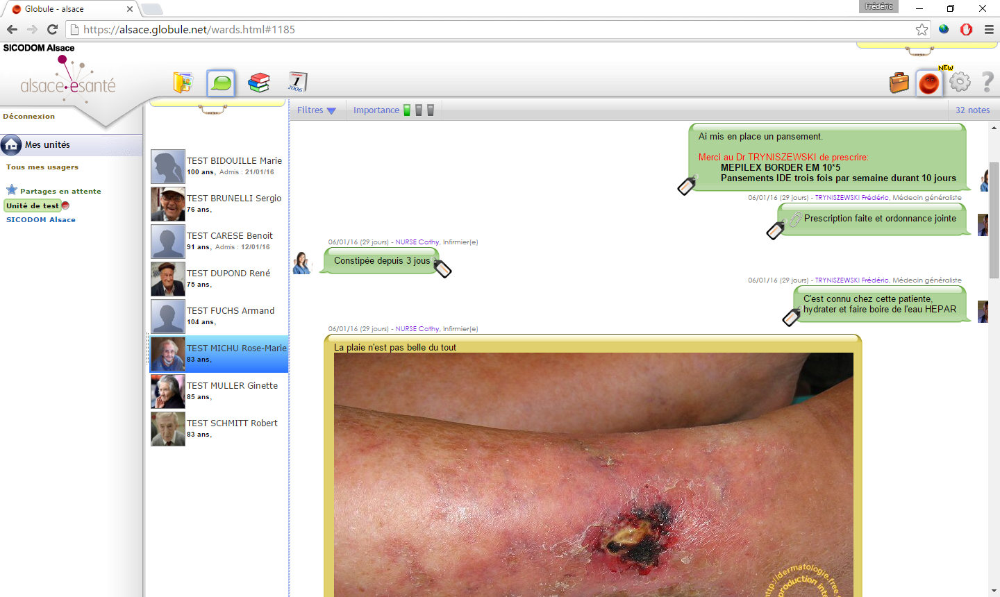 Globule - alsace
Frédéric
https://alsace.globule.net/wards.html#1185
SICODOM Alsace
alsace.esanté
1
2006
NEW
?
Déconnexion
Mes unités
Tous mes usagers
Partages en attente
Unité de test
SICODOM Alsace
TEST BIDOUILLE Marie
100 ans, Admis : 21/01/16
TEST BRUNELLI Sergio
76 ans,
TEST CARESE Benoit
91 ans, Admis : 12/01/16
TEST DUPOND René
75 ans,
TEST FUCHS Armand
104 ans,
TEST MICHU Rose-Marie
83 ans,
TEST MULLER Ginette
85 ans,
TEST SCHMITT Robert
83 ans,
Filtres
Importance
32 notes
Ai mis en place un pansement.
Merci au Dr TRYNISZEWSKI de prescrire:
MEPILEX BORDER EM 10*5
Pansements IDE trois fois par semaine durant 10 jours
06/01/16 (29 jours) - TRYNISZEWSKI Frédéric, Médecin généraliste
Prescription faite et ordonnance jointe
06/01/16 (29 jours) - NURSE Cathy, Infirmier(e)
Constipée depuis 3 jous
06/01/16 (29 jours) - TRYNISZEWSKI Frédéric, Médecin généraliste
C'est connu chez cette patiente,
hydrater et faire boire de l'eau HEPAR
06/01/16 (29 jours) - NURSE Cathy, Infirmier(e)
La plaie n'est pas belle du tout
http://dermatologie.free.
production